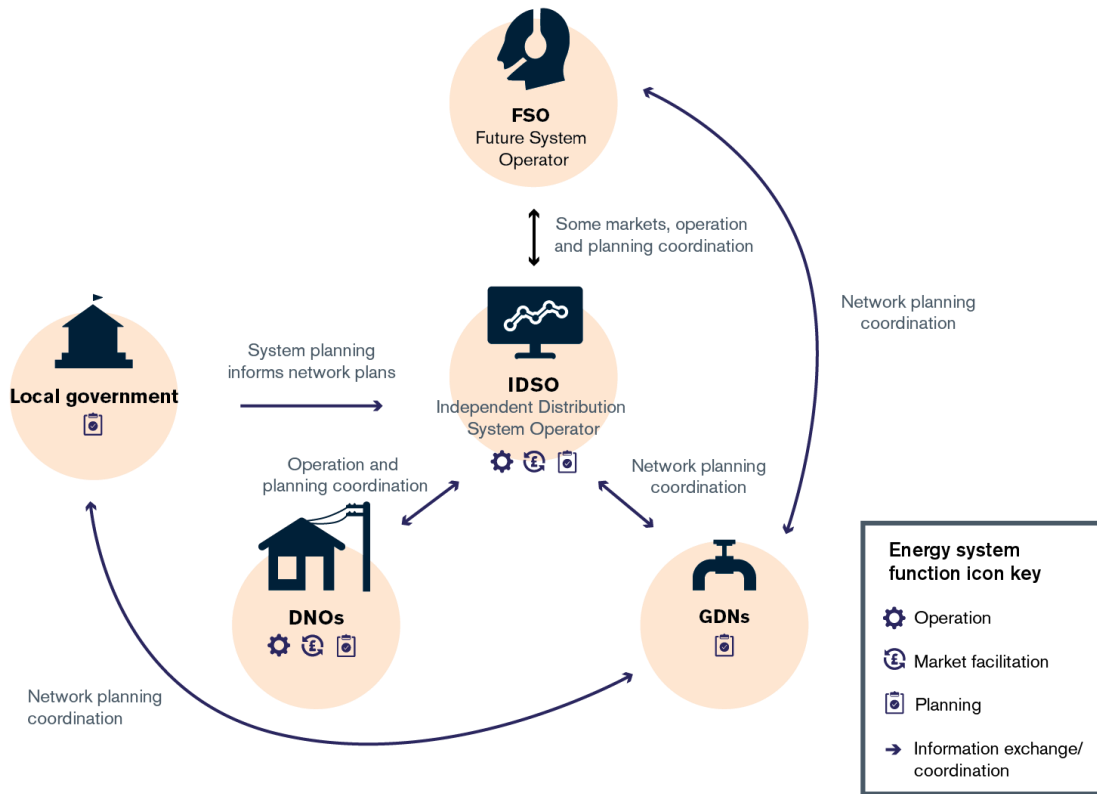 FSO
Future System
Operator
Some markets, operation
and planning coordination
Network planning
coordination
System planning
informs network plans
Local government
IDSO
Independent Distribution
System Operator
Operation and
planning coordination
Network planning
coordination
DNOs
GDNs
Network planning
coordination
Energy system
function icon key
Operation
£ Market facilitation
Planning
Information exchange/
coordination